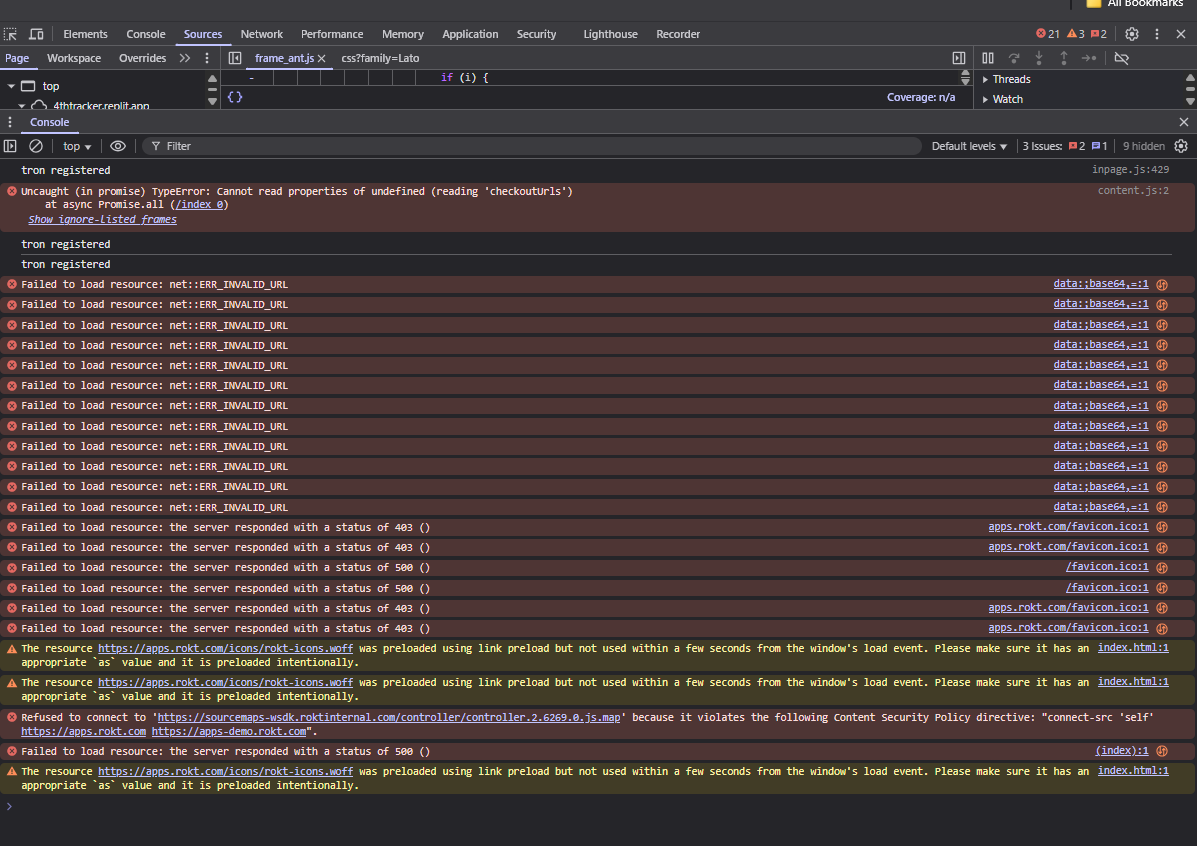 All Bookmarks
Elements Console Sources Network Performance Memory Application Security Lighthouse Recorder 21 3 2
Page Workspace Overrides frame_ant.js css?family=Lato
top
- if (i) {
Threads
4thtracker.replit.app
{} Coverage: n/a
Watch
Console
top Filter Default levels 3 Issues: 2 1 9 hidden
tron registered inpage.js:429
Uncaught (in promise) TypeError: Cannot read properties of undefined (reading 'checkoutUrls') content.js:2
at async Promise.all (/index 0)
Show ignore-listed frames
tron registered
tron registered
Failed to load resource: net::ERR_INVALID_URL data:;base64,=:1
Failed to load resource: net::ERR_INVALID_URL data:;base64,=:1
Failed to load resource: net::ERR_INVALID_URL data:;base64,=:1
Failed to load resource: net::ERR_INVALID_URL data:;base64,=:1
Failed to load resource: net::ERR_INVALID_URL data:;base64,=:1
Failed to load resource: net::ERR_INVALID_URL data:;base64,=:1
Failed to load resource: net::ERR_INVALID_URL data:;base64,=:1
Failed to load resource: net::ERR_INVALID_URL data:;base64,=:1
Failed to load resource: net::ERR_INVALID_URL data:;base64,=:1
Failed to load resource: net::ERR_INVALID_URL data:;base64,=:1
Failed to load resource: net::ERR_INVALID_URL data:;base64,=:1
Failed to load resource: net::ERR_INVALID_URL data:;base64,=:1
Failed to load resource: the server responded with a status of 403 () apps.rokt.com/favicon.ico:1
Failed to load resource: the server responded with a status of 403 () apps.rokt.com/favicon.ico:1
Failed to load resource: the server responded with a status of 500 () /favicon.ico:1
Failed to load resource: the server responded with a status of 500 () /favicon.ico:1
Failed to load resource: the server responded with a status of 403 () apps.rokt.com/favicon.ico:1
Failed to load resource: the server responded with a status of 403 () apps.rokt.com/favicon.ico:1
The resource https://apps.rokt.com/icons/rokt-icons.woff was preloaded using link preload but not used within a few seconds from the window's load event. Please make sure it has an index.html:1
appropriate `as` value and it is preloaded intentionally.
The resource https://apps.rokt.com/icons/rokt-icons.woff was preloaded using link preload but not used within a few seconds from the window's load event. Please make sure it has an index.html:1
appropriate `as` value and it is preloaded intentionally.
Refused to connect to 'https://sourcemaps-wsdk.roktinternal.com/controller/controller.2.6269.0.js.map' because it violates the following Content Security Policy directive: "connect-src 'self'
https://apps.rokt.com https://apps-demo.rokt.com".
Failed to load resource: the server responded with a status of 500 () (index):1
The resource https://apps.rokt.com/icons/rokt-icons.woff was preloaded using link preload but not used within a few seconds from the window's load event. Please make sure it has an index.html:1
appropriate `as` value and it is preloaded intentionally.